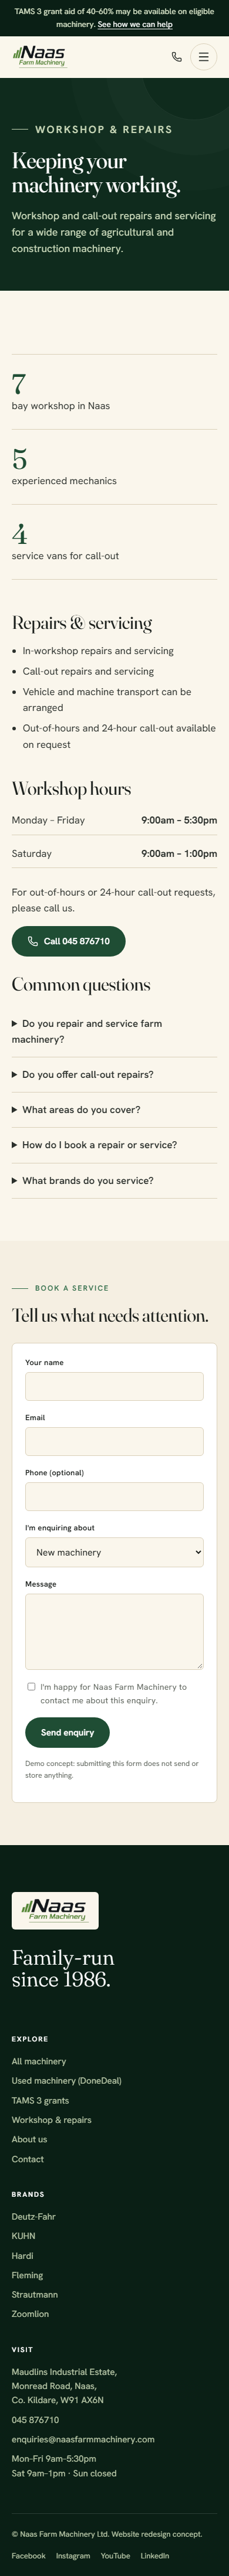 TAMS 3 grant aid of 40-60% may be available on eligible
machinery. See how we can help
Naas
Farm Machinery
WORKSHOP & REPAIRS
Keeping your
machinery working.
Workshop and call-out repairs and servicing
for a wide range of agricultural and
construction machinery.
7
bay workshop in Naas
5
experienced mechanics
4
service vans for call-out
Repairs & servicing
• In-workshop repairs and servicing
• Call-out repairs and servicing
• Vehicle and machine transport can be
arranged
• Out-of-hours and 24-hour call-out available
on request
Workshop hours
Monday – Friday 9:00am – 5:30pm
Saturday 9:00am – 1:00pm
For out-of-hours or 24-hour call-out requests,
please call us.
Call 045 876710
Common questions
Do you repair and service farm
machinery?
Do you offer call-out repairs?
What areas do you cover?
How do I book a repair or service?
What brands do you service?
BOOK A SERVICE
Tell us what needs attention.
Your name
Email
Phone (optional)
I'm enquiring about
New machinery
Message
I'm happy for Naas Farm Machinery to
contact me about this enquiry.
Send enquiry
Demo concept: submitting this form does not send or
store anything.
Naas
Farm Machinery
Family-run
since 1986.
EXPLORE
All machinery
Used machinery (DoneDeal)
TAMS 3 grants
Workshop & repairs
About us
Contact
BRANDS
Deutz-Fahr
KUHN
Hardi
Fleming
Strautmann
Zoomlion
VISIT
Maudlins Industrial Estate,
Monread Road, Naas,
Co. Kildare, W91 AX6N
045 876710
enquiries@naasfarmmachinery.com
Mon–Fri 9am–5:30pm
Sat 9am–1pm · Sun closed
© Naas Farm Machinery Ltd. Website redesign concept.
Facebook Instagram YouTube LinkedIn